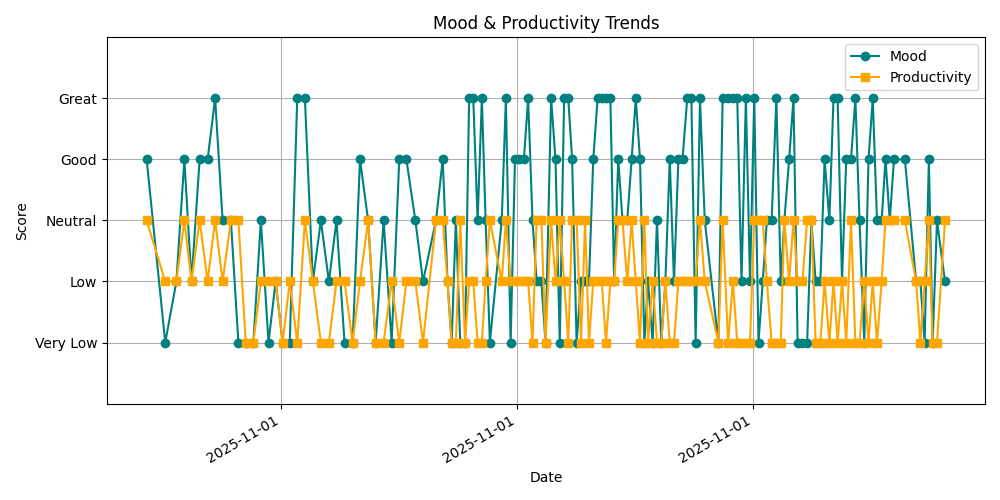 Mood & Productivity Trends
Mood
Productivity
Great
Good
Neutral
Low
Very Low
Score
2025-11-01
2025-11-01
2025-11-01
Date